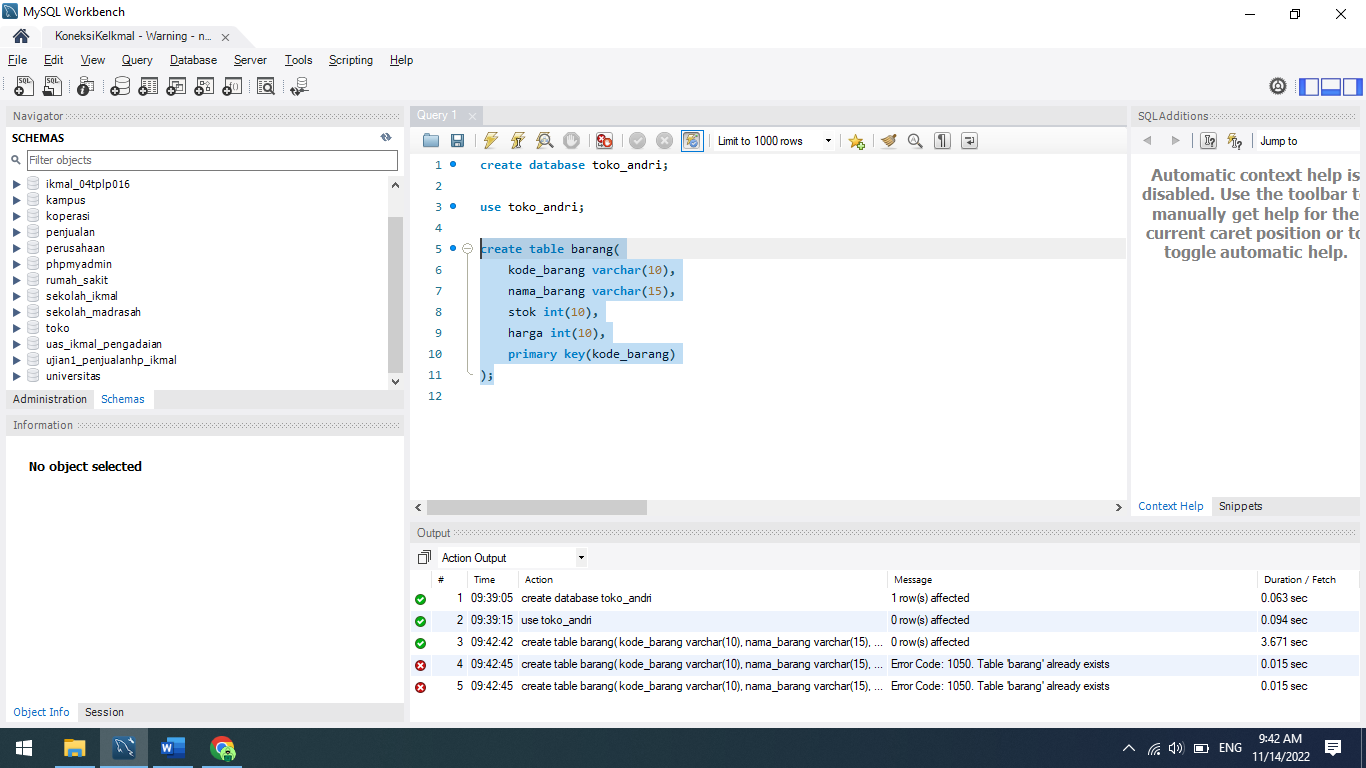 MySQL Workbench
KoneksiKelkmal - Warning - n...
File Edit View Query Database Server Tools Scripting Help
Navigator
SCHEMAS
Filter objects
ikmal_04tplp016
kampus
koperasi
penjualan
perusahaan
phpmyadmin
rumah_sakit
sekolah_ikmal
sekolah_madrasah
toko
uas_ikmal_pengadaian
ujian1_penjualanhp_ikmal
universitas
Administration Schemas
Information
No object selected
Object Info Session
Query 1
Limit to 1000 rows
1 create database toko_andri;
2
3 use toko_andri;
4
5 create table barang(
6 kode_barang varchar(10),
7 nama_barang varchar(15),
8 stok int(10),
9 harga int(10),
10 primary key(kode_barang)
11 );
12
SQLAdditions
Jump to
Automatic context help is
disabled. Use the toolbar t
manually get help for the
current caret position or to
toggle automatic help.
Context Help Snippets
Output
Action Output
# Time Action Message Duration / Fetch
1 09:39:05 create database toko_andri 1 row(s) affected 0.063 sec
2 09:39:15 use toko_andri 0 row(s) affected 0.094 sec
3 09:42:42 create table barang( kode_barang varchar(10), nama_barang varchar(15), ... 0 row(s) affected 3.671 sec
4 09:42:45 create table barang( kode_barang varchar(10), nama_barang varchar(15), ... Error Code: 1050. Table 'barang' already exists 0.015 sec
5 09:42:45 create table barang( kode_barang varchar(10), nama_barang varchar(15), ... Error Code: 1050. Table 'barang' already exists 0.015 sec
ENG
9:42 AM
11/14/2022